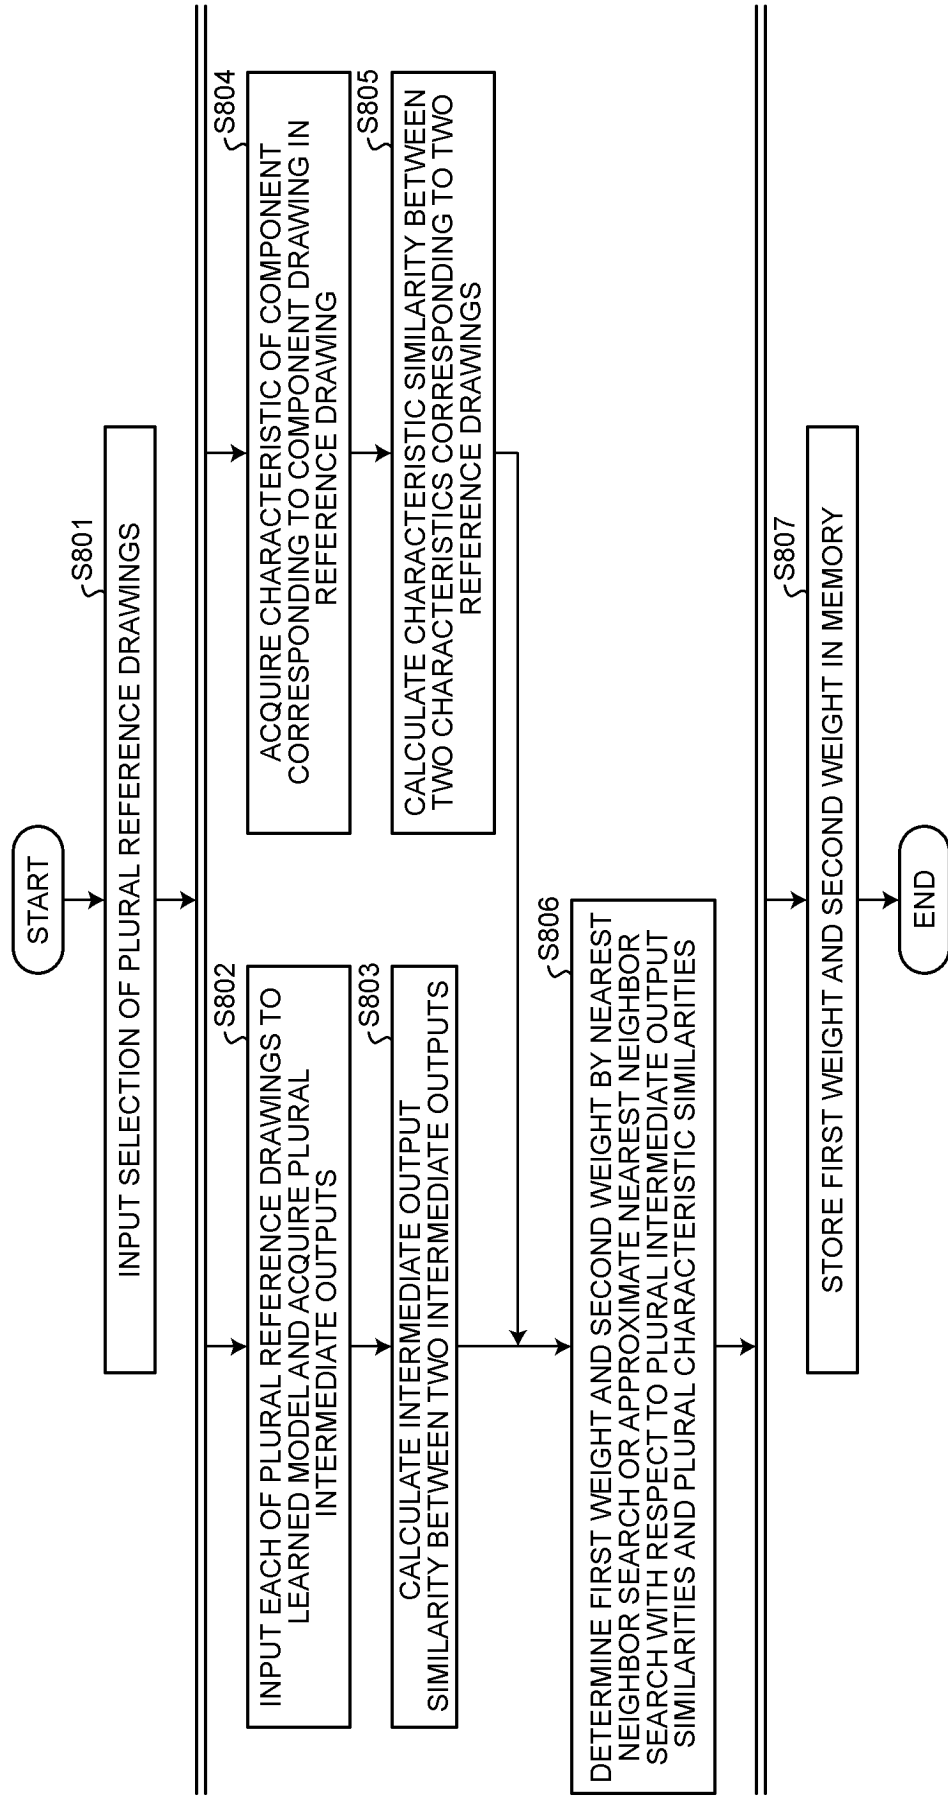 START
S801
INPUT SELECTION OF PLURAL REFERENCE DRAWINGS
S802
INPUT EACH OF PLURAL REFERENCE DRAWINGS TO
LEARNED MODEL AND ACQUIRE PLURAL
INTERMEDIATE OUTPUTS
S803
CALCULATE INTERMEDIATE OUTPUT
SIMILARITY BETWEEN TWO INTERMEDIATE OUTPUTS
S804
ACQUIRE CHARACTERISTIC OF COMPONENT
CORRESPONDING TO COMPONENT DRAWING IN
REFERENCE DRAWING
S805
CALCULATE CHARACTERISTIC SIMILARITY BETWEEN
TWO CHARACTERISTICS CORRESPONDING TO TWO
REFERENCE DRAWINGS
S806
DETERMINE FIRST WEIGHT AND SECOND WEIGHT BY NEAREST
NEIGHBOR SEARCH OR APPROXIMATE NEAREST NEIGHBOR
SEARCH WITH RESPECT TO PLURAL INTERMEDIATE OUTPUT
SIMILARITIES AND PLURAL CHARACTERISTIC SIMILARITIES
S807
STORE FIRST WEIGHT AND SECOND WEIGHT IN MEMORY
END